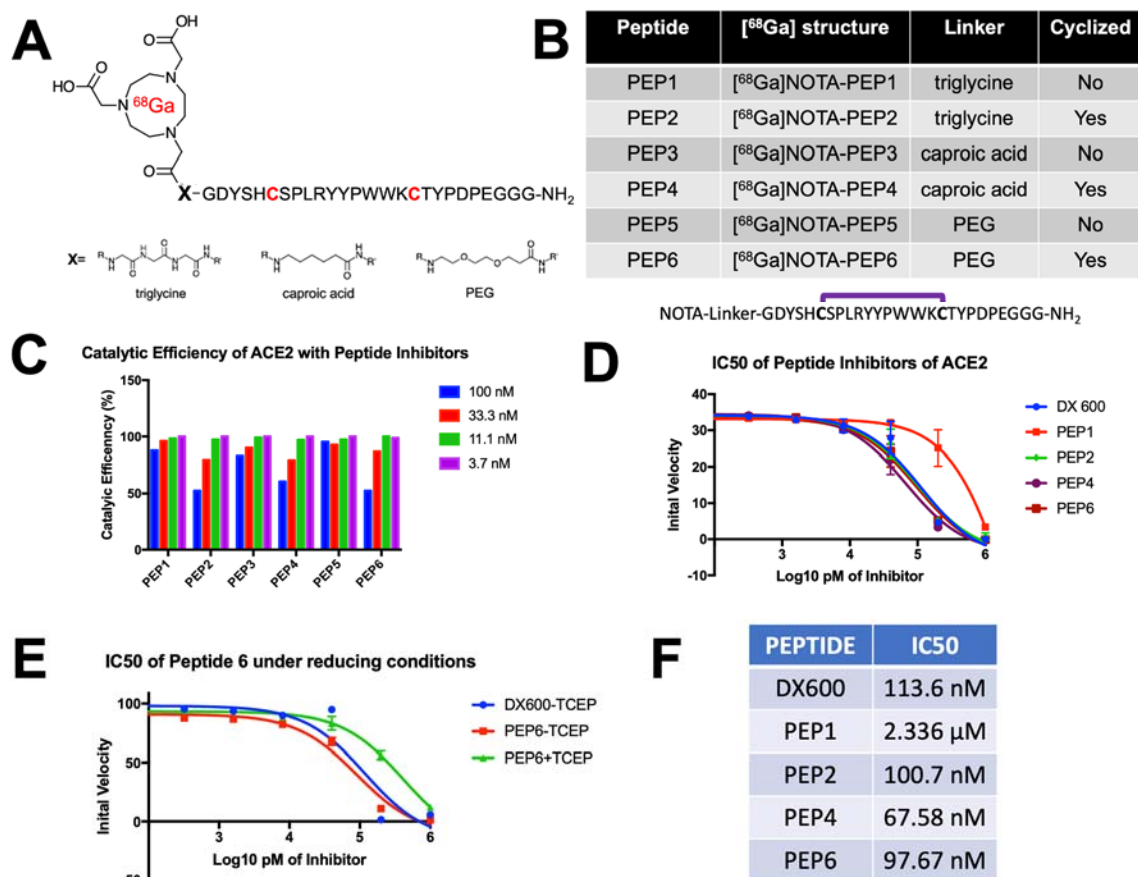 A
OH
O
HO
O
N
N
68Ga
N
O
X-GDYSHCSPLRYYPWWKCTYPDPEGGG-NH2
X=
triglycine
caproic acid
PEG
B
Peptide [68Ga] structure Linker Cyclized
PEP1 [68Ga]NOTA-PEP1 triglycine No
PEP2 [68Ga]NOTA-PEP2 triglycine Yes
PEP3 [68Ga]NOTA-PEP3 caproic acid No
PEP4 [68Ga]NOTA-PEP4 caproic acid Yes
PEP5 [68Ga]NOTA-PEP5 PEG No
PEP6 [68Ga]NOTA-PEP6 PEG Yes
NOTA-Linker-GDYSHCSPLRYYPWWKCTYPDPEGGG-NH2
C
Catalytic Efficiency of ACE2 with Peptide Inhibitors
Catalyic Efficenncy (%)
150
100
50
0
PEP1
PEP2
PEP3
PEP4
PEP5
PEP6
100 nM
33.3 nM
11.1 nM
3.7 nM
D
IC50 of Peptide Inhibitors of ACE2
Inital Velocity
40
30
20
10
0
-10
3 4 5 6
Log10 pM of Inhibitor
DX 600
PEP1
PEP2
PEP4
PEP6
E
IC50 of Peptide 6 under reducing conditions
Inital Velocity
100
50
0
-50
3 4 5 6
Log10 pM of Inhibitor
DX600-TCEP
PEP6-TCEP
PEP6+TCEP
F
PEPTIDE IC50
DX600 113.6 nM
PEP1 2.336 µM
PEP2 100.7 nM
PEP4 67.58 nM
PEP6 97.67 nM